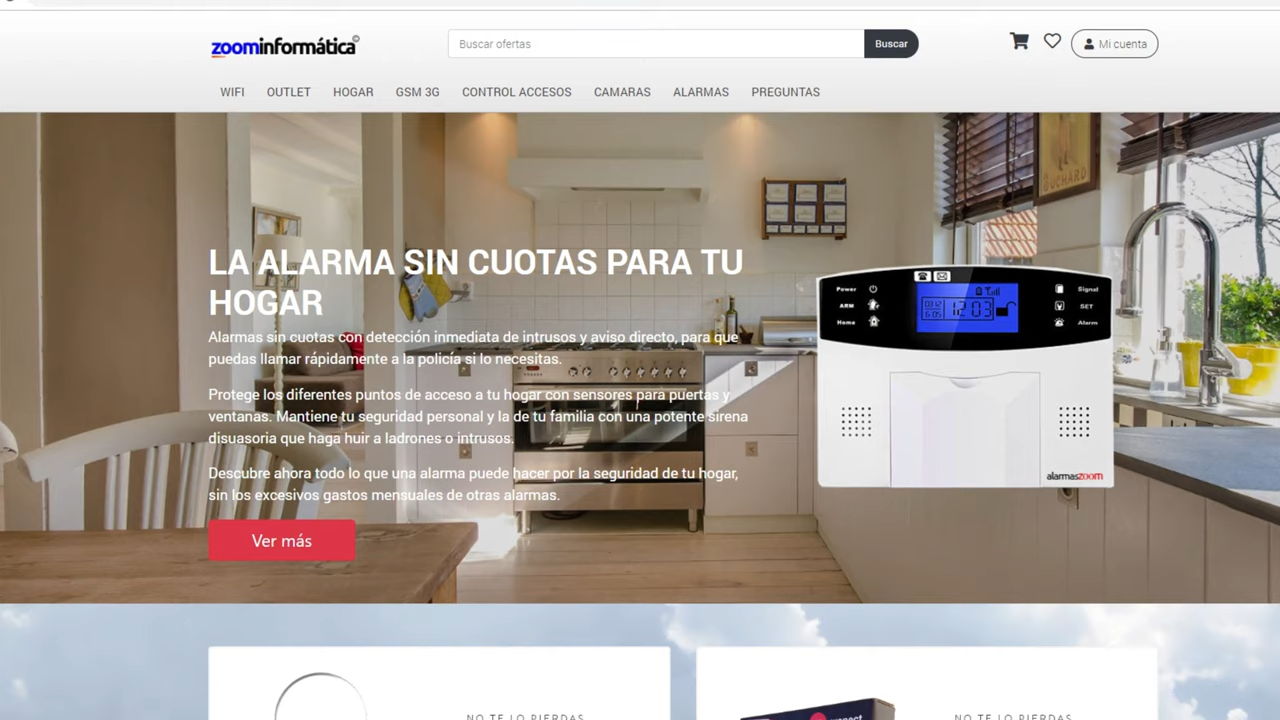 zoominformática
Buscar ofertas
Buscar
Mi cuenta
WIFI
OUTLET
HOGAR
GSM 3G
CONTROL ACCESOS
CAMARAS
ALARMAS
PREGUNTAS
BUCHARD
LA ALARMA SIN CUOTAS PARA TU
HOGAR
Alarmas sin cuotas con detección inmediata de intrusos y aviso directo, para que
puedas llamar rápidamente a la policía si lo necesitas.
Protege los diferentes puntos de acceso a tu hogar con sensores para puertas y
ventanas. Mantiene tu seguridad personal y la de tu familia con una potente sirena
disuasoria que haga huir a ladrones o intrusos.
Descubre ahora todo lo que una alarma puede hacer por la seguridad de tu hogar,
sin los excesivos gastos mensuales de otras alarmas.
Ver más
Power
ARM
Home
12:03
Signal
SET
Alarm
alarmaszoom
NO TE LO PIERDAS
NO TE LO PIERDAS